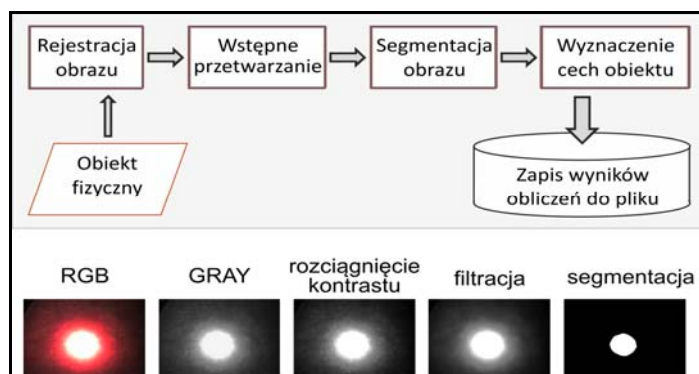 Rejestracja
obrazu
Wstępne
przetwarzanie
Segmentacja
obrazu
Wyznaczenie
cech obiektu
Obiekt
fizyczny
Zapis wyników
obliczeń do pliku
RGB
GRAY
rozciągnięcie
kontrastu
filtracja
segmentacja